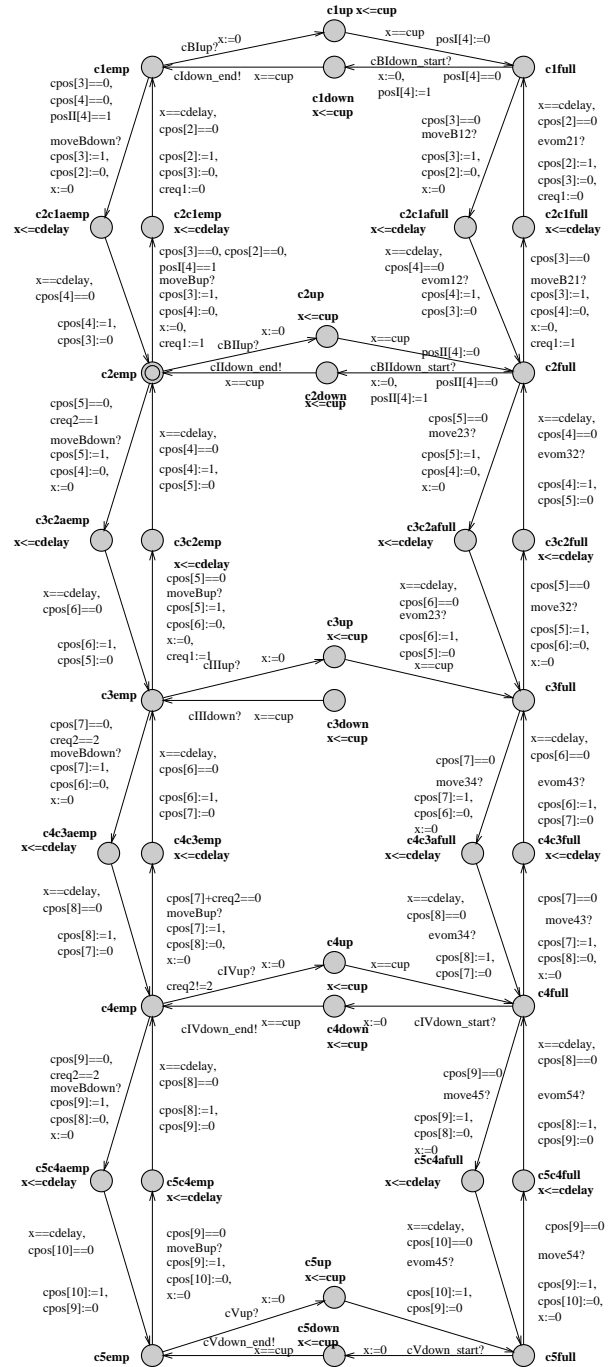 c1up x<=cup
x:=0
x==cup
cBIup?
posI[4]:=0
c1emp
cBIdown_start?
c1full
cIdown_end!
x==cup
x:=0,
posI[4]==0
posI[4]:=1
c1down
x<=cup
cpos[3]==0,
cpos[4]==0,
posII[4]==1
moveBdown?
cpos[3]:=1,
cpos[2]:=0,
x:=0
x==cdelay,
cpos[2]==0
cpos[2]:=1,
cpos[3]:=0,
creq1:=0
cpos[3]==0
moveB12?
cpos[3]:=1,
cpos[2]:=0,
x:=0
x==cdelay,
cpos[2]==0
evom21?
cpos[2]:=1,
cpos[3]:=0,
creq1:=0
c2c1aemp
x<=cdelay
c2c1emp
x<=cdelay
c2c1afull
x<=cdelay
c2c1full
x<=cdelay
x==cdelay,
cpos[4]==0
cpos[4]:=1,
cpos[3]:=0
cpos[3]==0, cpos[2]==0,
posI[4]==1
moveBup?
cpos[3]:=1,
cpos[4]:=0,
x:=0,
creq1:=1
x==cdelay,
cpos[4]==0
evom12?
cpos[4]:=1,
cpos[3]:=0
cpos[3]==0
moveB21?
cpos[3]:=1,
cpos[4]:=0,
x:=0,
creq1:=1
c2up
x<=cup
x:=0
x==cup
cBIIup?
posII[4]:=0
c2emp
cIIdown_end!
cBIIdown_start?
c2full
x==cup
x:=0,
posII[4]==0
posII[4]:=1
c2down
x<=cup
cpos[5]==0,
creq2==1
moveBdown?
cpos[5]:=1,
cpos[4]:=0,
x:=0
x==cdelay,
cpos[4]==0
cpos[4]:=1,
cpos[5]:=0
cpos[5]==0
move23?
cpos[5]:=1,
cpos[4]:=0,
x:=0
x==cdelay,
cpos[4]==0
evom32?
cpos[4]:=1,
cpos[5]:=0
c3c2aemp
x<=cdelay
c3c2emp
x<=cdelay
c3c2afull
x<=cdelay
c3c2full
x<=cdelay
x==cdelay,
cpos[6]==0
cpos[6]:=1,
cpos[5]:=0
cpos[5]==0
moveBup?
cpos[5]:=1,
cpos[6]:=0,
x:=0,
creq1:=1
x==cdelay,
cpos[6]==0
evom23?
cpos[6]:=1,
cpos[5]:=0
cpos[5]==0
move32?
cpos[5]:=1,
cpos[6]:=0,
x:=0
c3up
x<=cup
cIIIup?
x:=0
x==cup
c3emp
c3full
cIIIdown?
x==cup
c3down
x<=cup
cpos[7]==0,
creq2==2
moveBdown?
cpos[7]:=1,
cpos[6]:=0,
x:=0
x==cdelay,
cpos[6]==0
cpos[6]:=1,
cpos[7]:=0
cpos[7]==0
move34?
cpos[7]:=1,
cpos[6]:=0,
x:=0
x==cdelay,
cpos[6]==0
evom43?
cpos[6]:=1,
cpos[7]:=0
c4c3aemp
x<=cdelay
c4c3emp
x<=cdelay
c4c3afull
x<=cdelay
c4c3full
x<=cdelay
x==cdelay,
cpos[8]==0
cpos[8]:=1,
cpos[7]:=0
cpos[7]+creq2==0
moveBup?
cpos[7]:=1,
cpos[8]:=0,
x:=0
creq2!=2
x==cdelay,
cpos[8]==0
evom34?
cpos[8]:=1,
cpos[7]:=0
cpos[7]==0
move43?
cpos[7]:=1,
cpos[8]:=0,
x:=0
c4up
x<=cup
cIVup?
x:=0
x==cup
c4emp
c4full
cIVdown_end!
x==cup
c4down
x<=cup
x:=0
cIVdown_start?
cpos[9]==0,
creq2==2
moveBdown?
cpos[9]:=1,
cpos[8]:=0,
x:=0
x==cdelay,
cpos[8]==0
cpos[8]:=1,
cpos[9]:=0
cpos[9]==0
move45?
cpos[9]:=1,
cpos[8]:=0,
x:=0
x==cdelay,
cpos[8]==0
evom54?
cpos[8]:=1,
cpos[9]:=0
c5c4aemp
x<=cdelay
c5c4emp
x<=cdelay
c5c4afull
x<=cdelay
c5c4full
x<=cdelay
x==cdelay,
cpos[10]==0
cpos[10]:=1,
cpos[9]:=0
cpos[9]==0
moveBup?
cpos[9]:=1,
cpos[10]:=0,
x:=0
x==cdelay,
cpos[10]==0
evom45?
cpos[10]:=1,
cpos[9]:=0
cpos[9]==0
move54?
cpos[9]:=1,
cpos[10]:=0,
x:=0
c5up
x<=cup
cVup?
x:=0
x==cup
cVdown_end!
c5down
x<=cup
cVdown_start?
c5emp
x==cup
x:=0
c5full